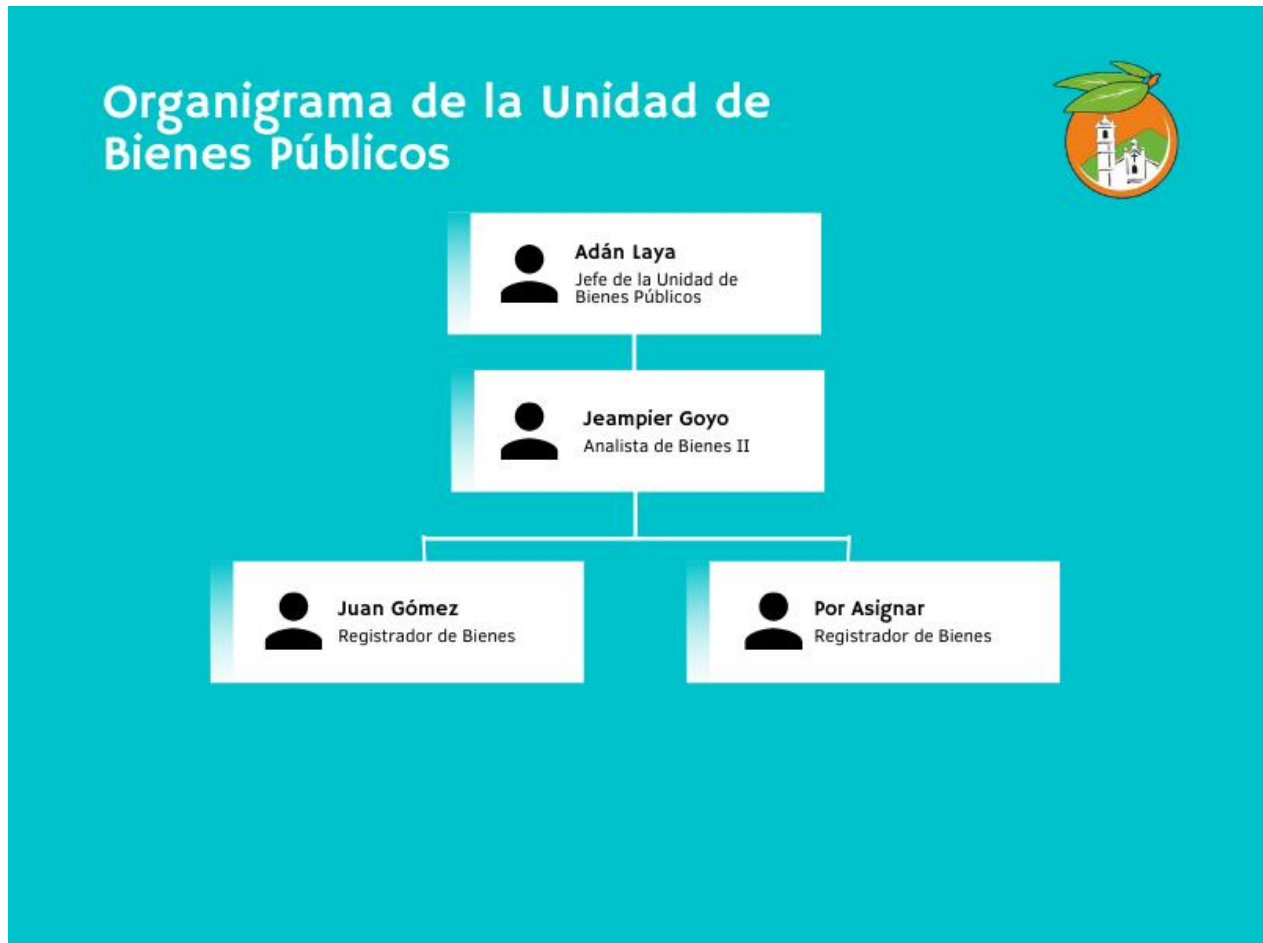 Organigrama de la Unidad de
Bienes Públicos
Adán Laya
Jefe de la Unidad de
Bienes Públicos
Jeampier Goyo
Analista de Bienes II
Juan Gómez
Registrador de Bienes
Por Asignar
Registrador de Bienes